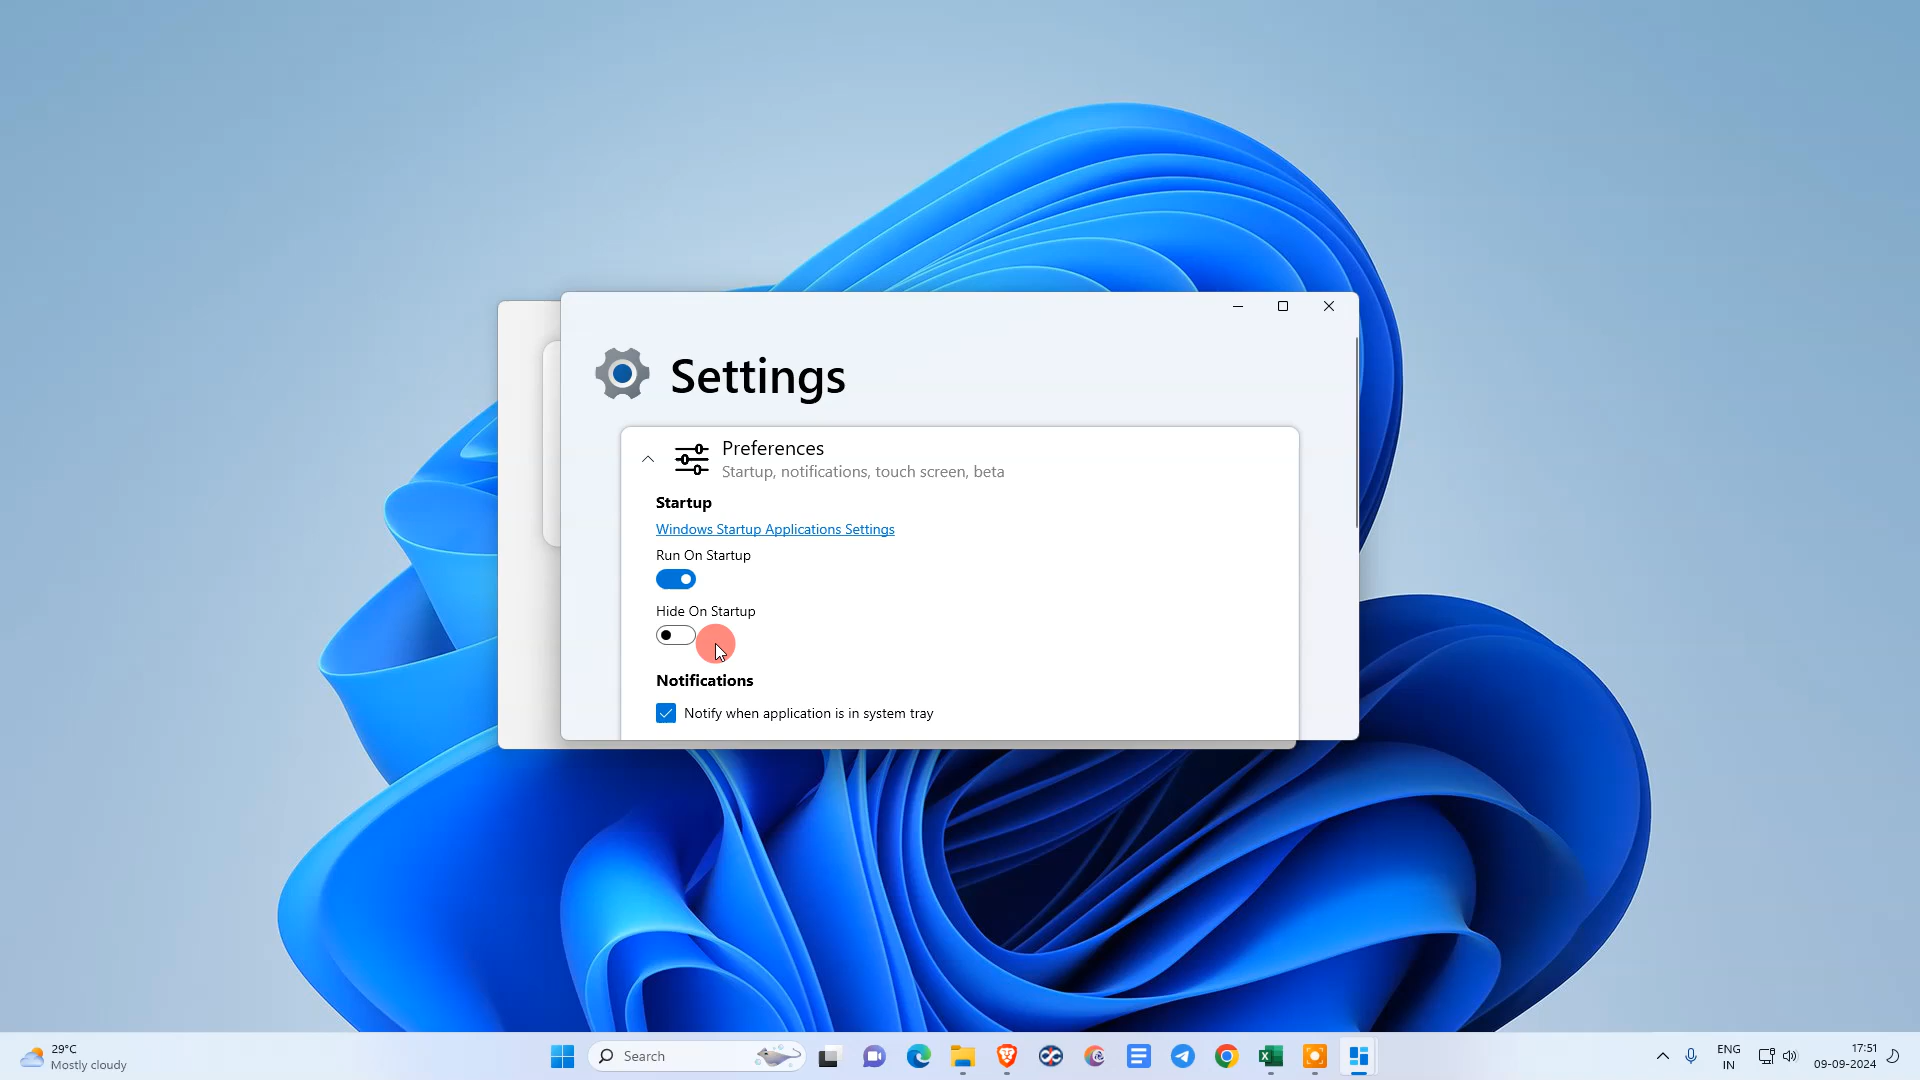 Settings
Preferences
Startup, notifications, touch screen, beta
Startup
Windows Startup Applications Settings
Run On Startup
Hide On Startup
Notifications
Notify when application is in system tray
29°C
Mostly cloudy
Search
ENG
IN
17:51
09-09-2024